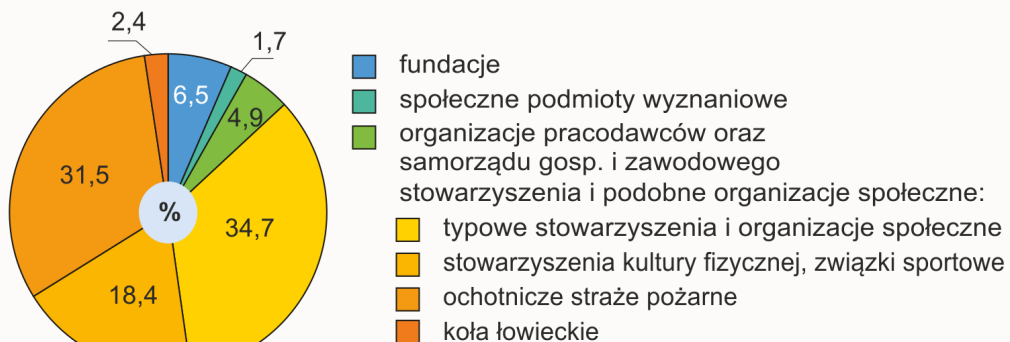 2,4
1,7
6,5
4,9
31,5
%
34,7
18,4
fundacje
społeczne podmioty wyznaniowe
organizacje pracodawców oraz
samorządu gosp. i zawodowego
stowarzyszenia i podobne organizacje społeczne:
typowe stowarzyszenia i organizacje społeczne
stowarzyszenia kultury fizycznej, związki sportowe
ochotnicze straże pożarne
koła łowieckie